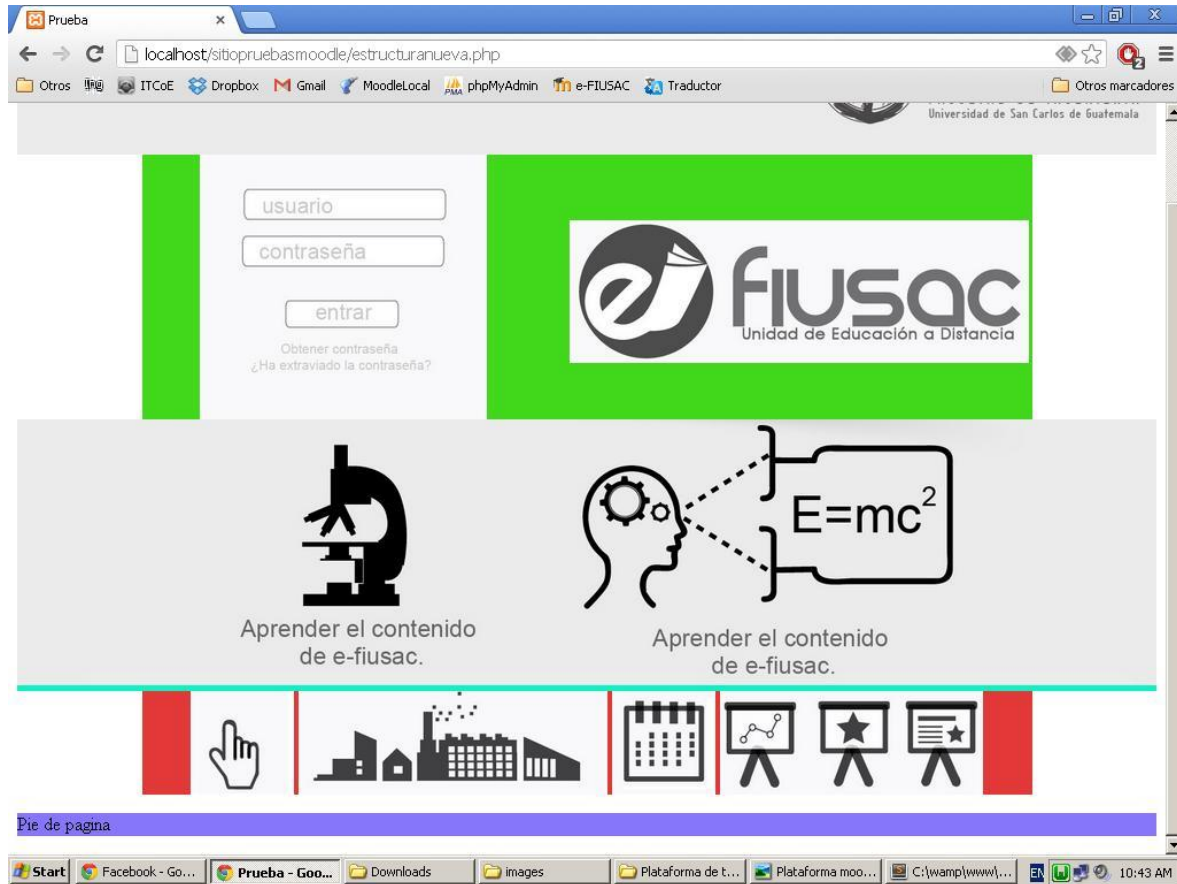 Prueba
localhost/sitiopruebasmoodle/estructuranueva.php
Otros ITCoE Dropbox Gmail MoodleLocal phpMyAdmin e-FIUSAC Traductor Otros marcadores
Universidad de San Carlos de Guatemala
usuario
contraseña
entrar
Obtener contraseña
¿Ha extraviado la contraseña?
e fiusac
Unidad de Educación a Distancia
E=mc²
Aprender el contenido
de e-fiusac.
Aprender el contenido
de e-fiusac.
Pie de pagina
Start Facebook - Go... Prueba - Goo... Downloads images Plataforma de t... Plataforma moo... C:\wamp\www\... EN 10:43 AM